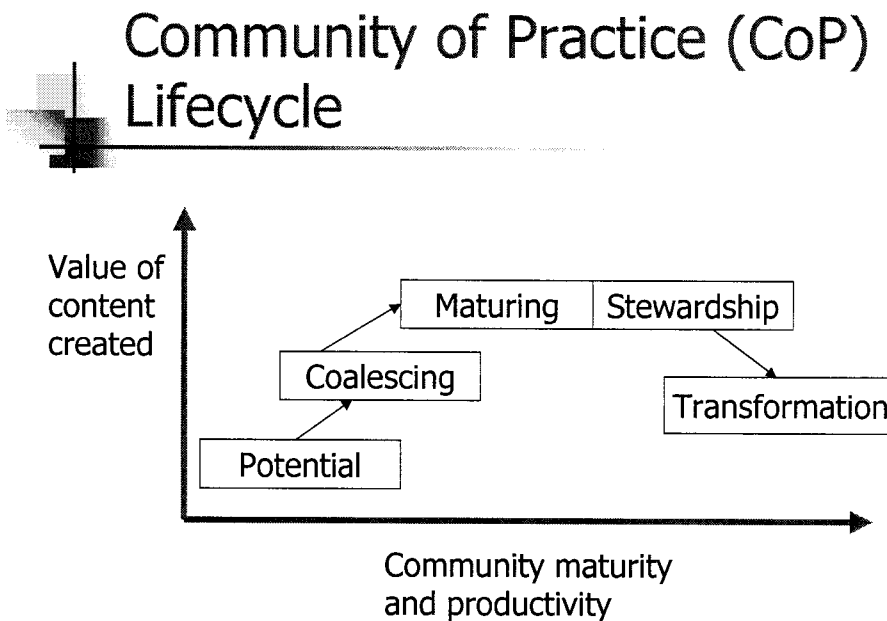 Community of Practice (CoP)
Lifecycle
Value of
content
created
Maturing
Stewardship
Coalescing
Transformation
Potential
Community maturity
and productivity